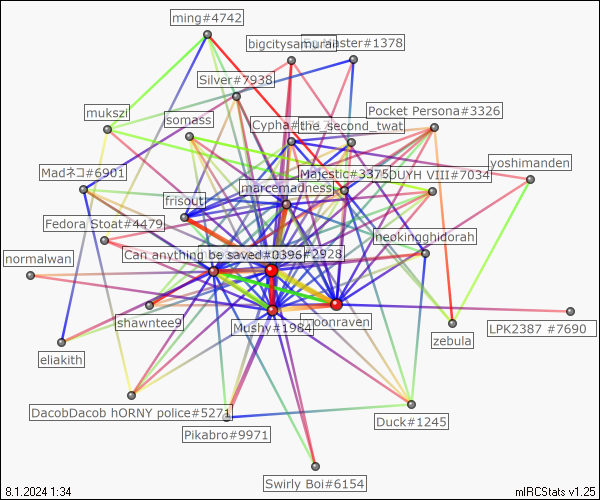 ming#4742
bigcitysamurai
#1378
Silver#7938
Pocket Persona#3326
mukszi
somass
Cypha#
the_second_twat
yoshimanden
Madネコ#6901
Majestic#3375
DUYH VIII#7034
marcemadness
frisout
Fedora Stoat#4479
heokinghidorah
normalwan
Can anything be saved#0396
#2928
shawntee9
Mushy#1984
moonraven
LPK2387 #7690
zebula
eliakith
DacobDacob hORNY police#5271
Duck#1245
Pikabro#9971
Swirly Boi#6154
8.1.2024 1:34
mIRCStats v1.25